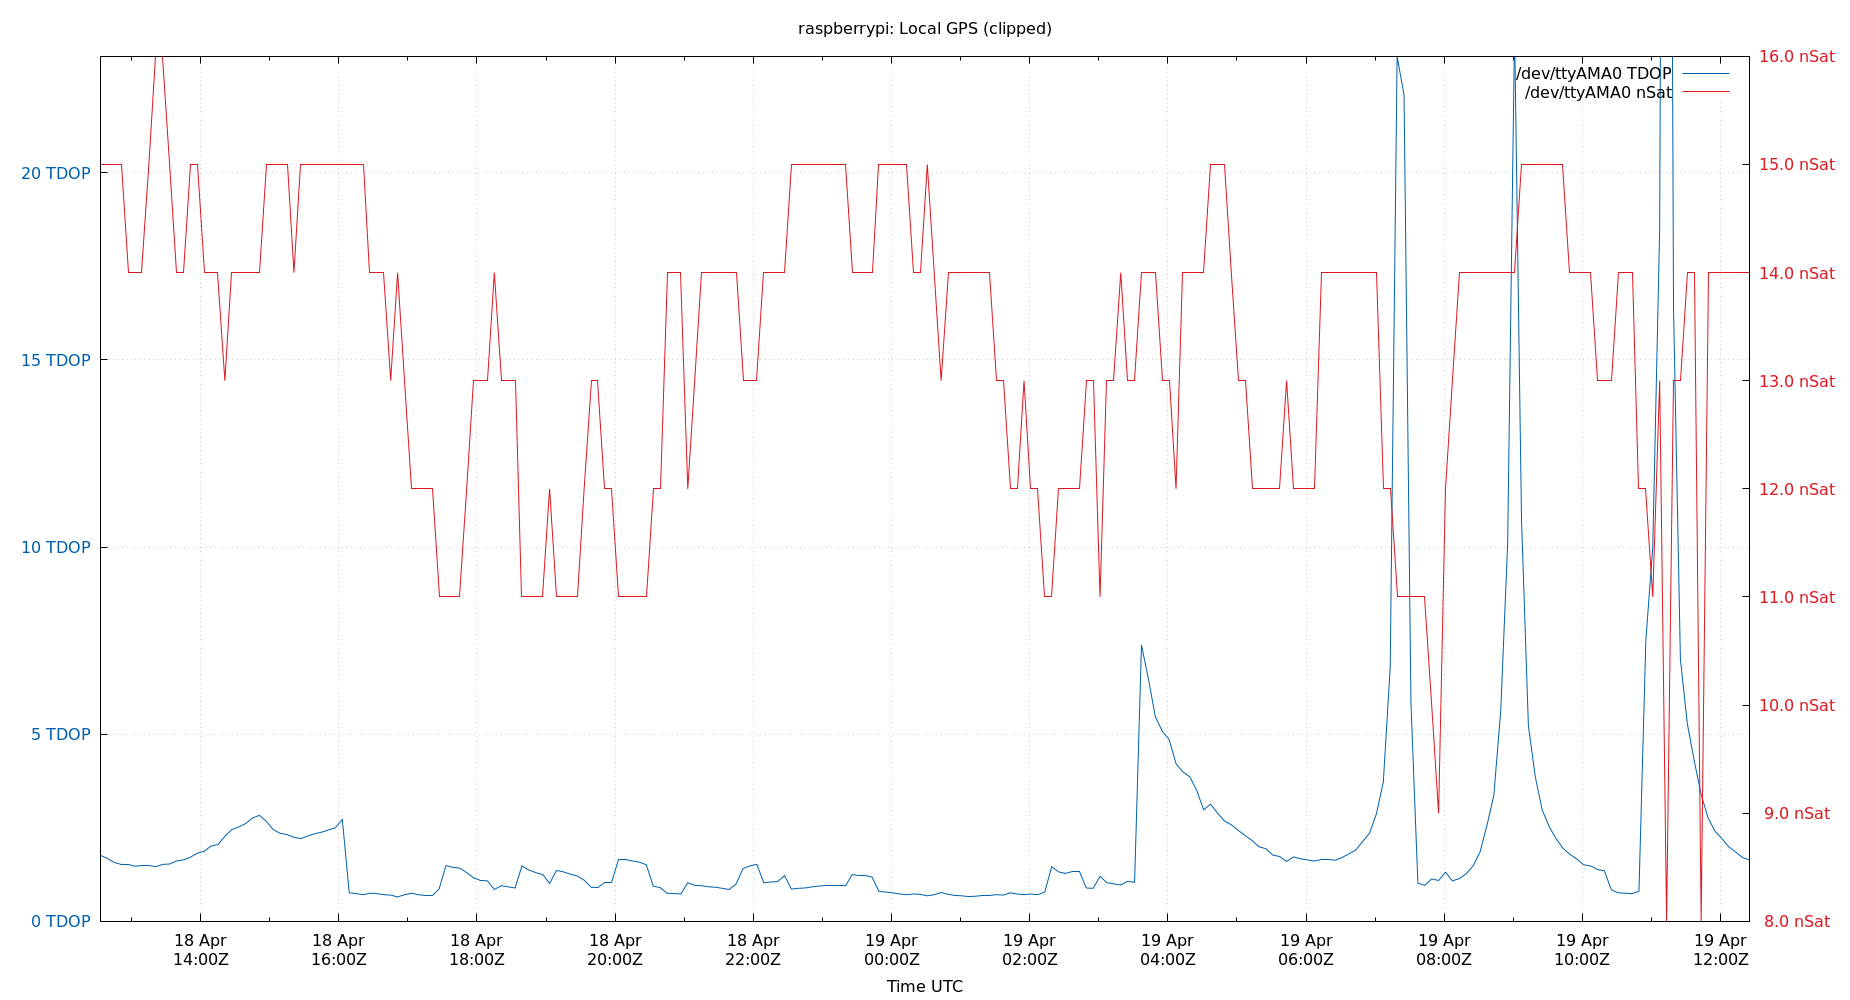 raspberrypi: Local GPS (clipped)
16.0 nSat
/dev/ttyAMA0 TDOP
/dev/ttyAMA0 nSat
20 TDOP
15.0 nSat
14.0 nSat
15 TDOP
13.0 nSat
12.0 nSat
10 TDOP
11.0 nSat
5 TDOP
10.0 nSat
9.0 nSat
0 TDOP
8.0 nSat
18 Apr 18 Apr 18 Apr 18 Apr 18 Apr 19 Apr 19 Apr 19 Apr 19 Apr 19 Apr 19 Apr 19 Apr
14:00Z 16:00Z 18:00Z 20:00Z 22:00Z 00:00Z 02:00Z 04:00Z 06:00Z 08:00Z 10:00Z 12:00Z
Time UTC